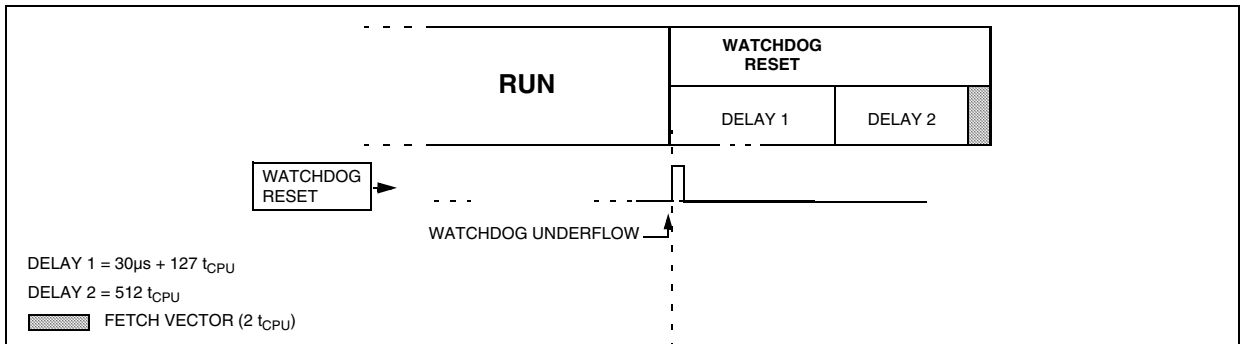 WATCHDOG
RESET
RUN
DELAY 1
DELAY 2
WATCHDOG
RESET
WATCHDOG UNDERFLOW
DELAY 1 = 30µs + 127 tCPU
DELAY 2 = 512 tCPU
FETCH VECTOR (2 tCPU)